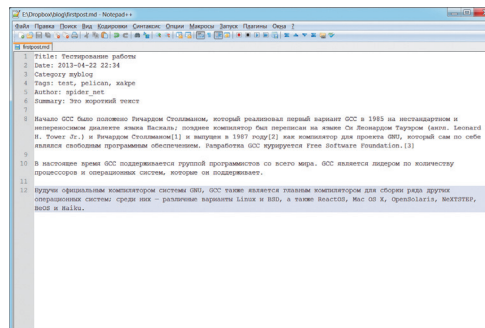 E:\Dropbox\blog\firstpost.md - Notepad++
Файл Правка Поиск Вид Кодировки Синтаксис Опции Макросы Запуск Плагины Окна ?
firstpost.md
1 Title: Тестирование работы
2 Date: 2013-04-22 22:34
3 Category myblog
4 Tags: test, pelican, хакре
5 Author: spider_net
6 Summary: Это короткий текст
7
8 Начало GCC было положено Ричардом Столлманом, который реализовал первый вариант GCC в 1985 на нестандартном и
непереносимом диалекте языка Паскаль; позднее компилятор был переписан на языке Си Леонардом Тауэром (англ. Leonard
H. Tower Jr.) и Ричардом Столлманом[1] и выпущен в 1987 году[2] как компилятор для проекта GNU, который сам по себе
являлся свободным программным обеспечением. Разработка GCC курируется Free Software Foundation.[3]
9
10 В настоящее время GCC поддерживается группой программистов со всего мира. GCC является лидером по количеству
процессоров и операционных систем, которые он поддерживает.
11
12 Будучи официальным компилятором системы GNU, GCC также является главным компилятором для сборки ряда других
операционных систем; среди них – различные варианты Linux и BSD, а также ReactOS, Mac OS X, OpenSolaris, NeXTSTEP,
BeOS и Haiku.